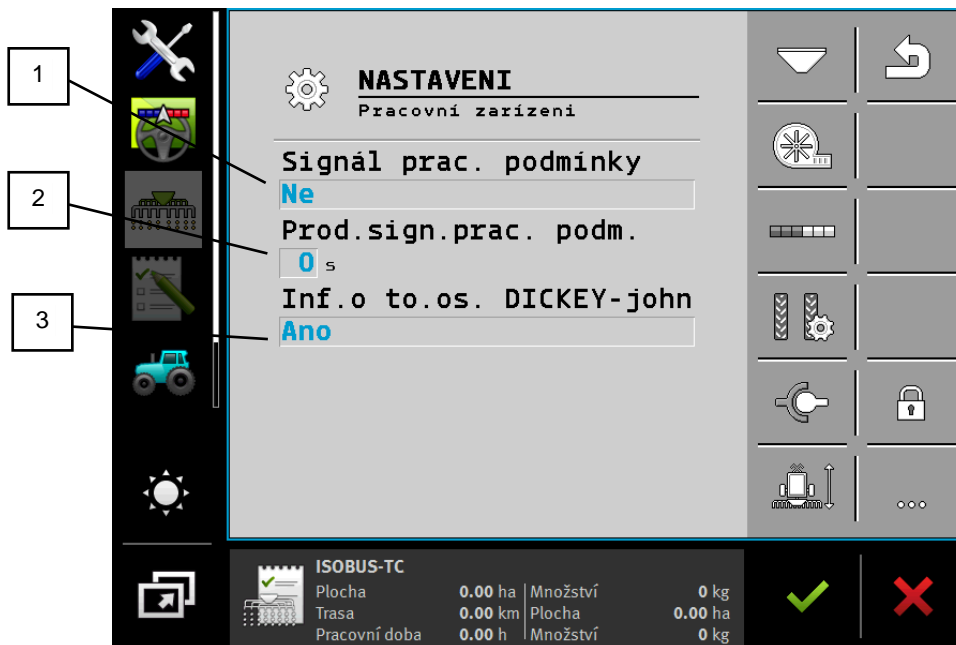 1
2
3
NASTAVENI
Pracovní zarízeni
Signál prac. podmínky
Ne
Prod.sign.prac. podm.
0 s
Inf.o to.os. DICKEY-john
Ano
ISOBUS-TC
Plocha 0.00 ha Množství 0 kg
Trasa 0.00 km Plocha 0.00 ha
Pracovní doba 0.00 h Množství 0 kg